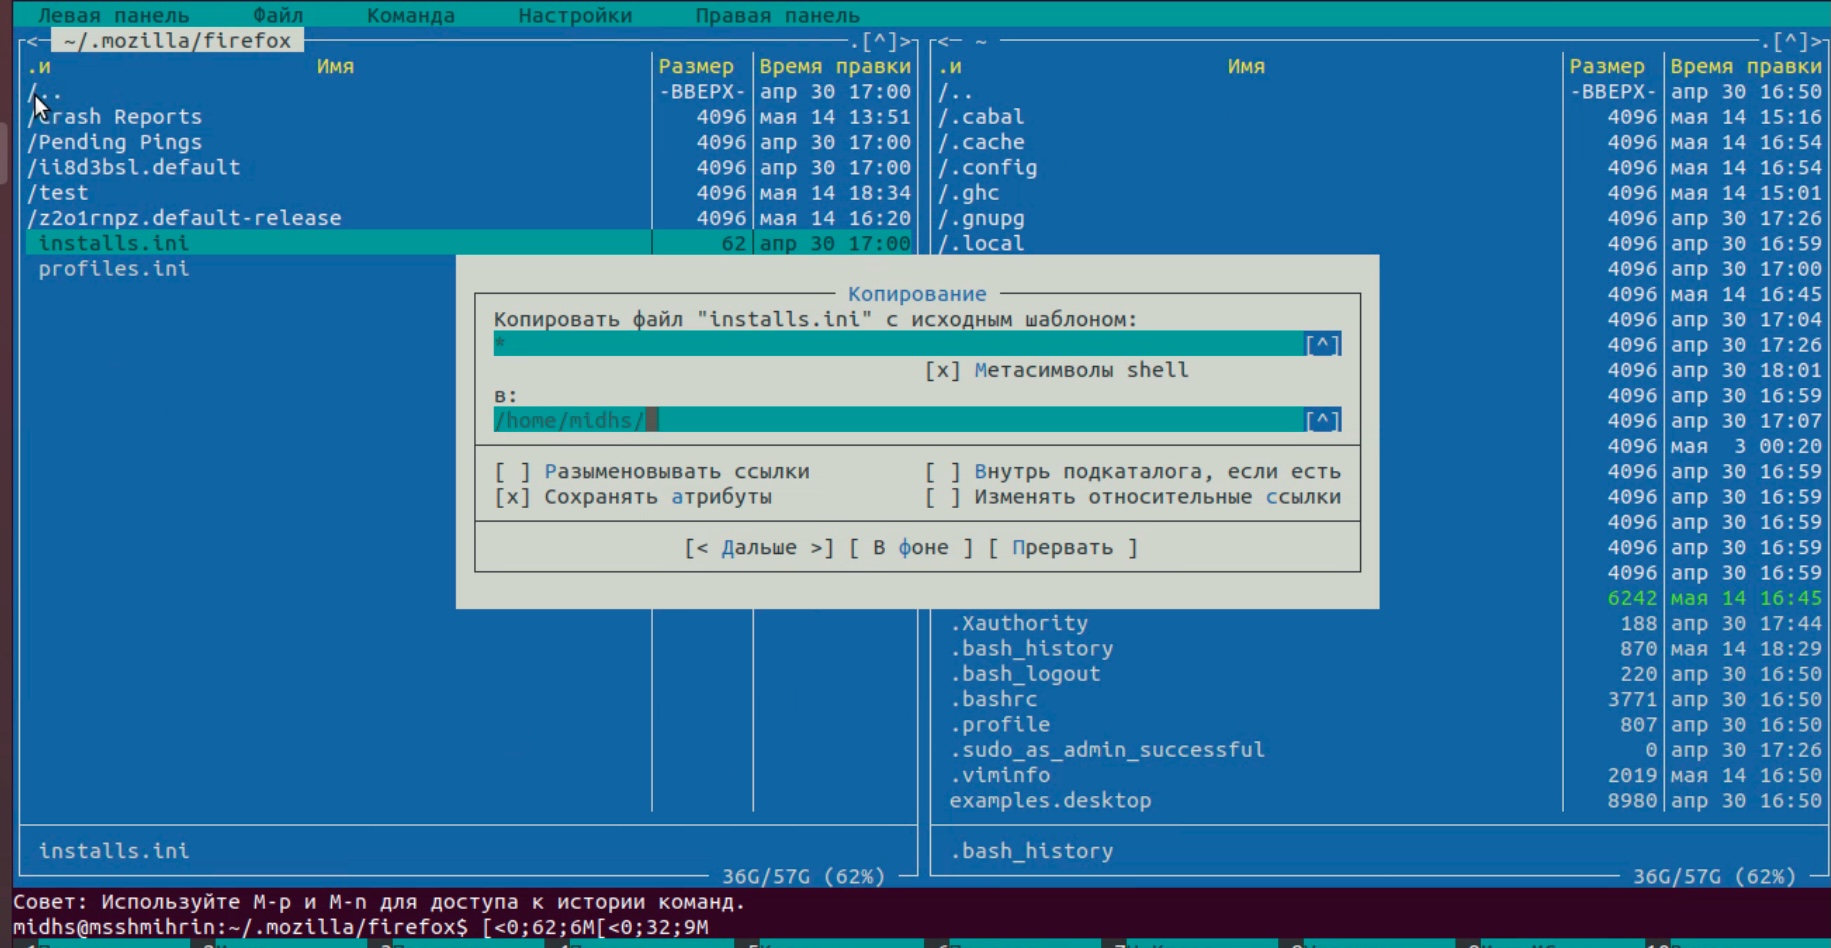 Левая панель Файл Команда Настройки Правая панель
<─ ~/.mozilla/firefox ─.[^]>
.и Имя Размер Время правки
/.. -ВВЕРХ- апр 30 17:00
/Crash Reports 4096 мая 14 13:51
/Pending Pings 4096 апр 30 17:00
/ii8d3bsl.default 4096 апр 30 17:00
/test 4096 мая 14 18:34
/z2o1rnpz.default-release 4096 мая 14 16:20
installs.ini 62 апр 30 17:00
profiles.ini
installs.ini
36G/57G (62%)
<─ ~ ─.[^]>
.и Имя Размер Время правки
/.. -ВВЕРХ- апр 30 16:50
/.cabal 4096 мая 14 15:16
/.cache 4096 мая 14 16:54
/.config 4096 мая 14 16:54
/.ghc 4096 мая 14 15:01
/.gnupg 4096 апр 30 17:26
/.local 4096 апр 30 16:59
4096 апр 30 17:00
4096 мая 14 16:45
4096 апр 30 17:04
4096 апр 30 17:26
4096 апр 30 18:01
4096 апр 30 16:59
4096 апр 30 17:07
4096 мая 3 00:20
4096 апр 30 16:59
4096 апр 30 16:59
4096 апр 30 16:59
4096 апр 30 16:59
4096 апр 30 16:59
6242 мая 14 16:45
.Xauthority 188 апр 30 17:44
.bash_history 870 мая 14 18:29
.bash_logout 220 апр 30 16:50
.bashrc 3771 апр 30 16:50
.profile 807 апр 30 16:50
.sudo_as_admin_successful 0 апр 30 17:26
.viminfo 2019 мая 14 16:50
examples.desktop 8980 апр 30 16:50
.bash_history
36G/57G (62%)
Копирование
Копировать файл "installs.ini" с исходным шаблоном:
* [^]
[x] Метасимволы shell
в:
/home/midhs/ [^]
[ ] Разыменовывать ссылки [ ] Внутрь подкаталога, если есть
[x] Сохранять атрибуты [ ] Изменять относительные ссылки
[< Дальше >] [ В фоне ] [ Прервать ]
Совет: Используйте M-p и M-n для доступа к истории команд.
midhs@msshmihrin:~/.mozilla/firefox$ [<0;62;6M[<0;32;9M